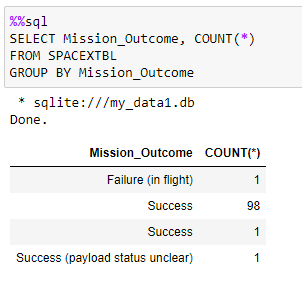 %%sql
SELECT Mission_Outcome, COUNT(*)
FROM SPACEXTBL
GROUP BY Mission_Outcome
* sqlite:///my_data1.db
Done.
Mission_Outcome COUNT(*)
Failure (in flight) 1
Success 98
Success 1
Success (payload status unclear) 1